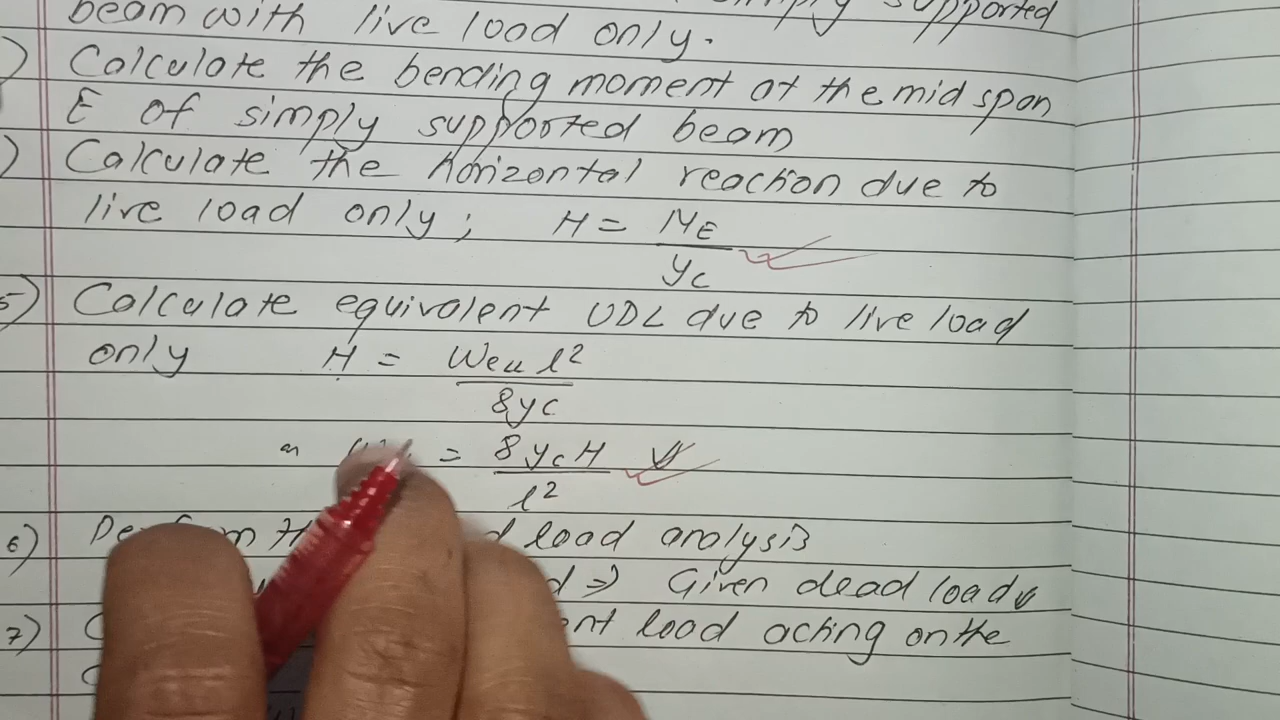 supported
beam with live load only.
) Calculate the bending moment at the mid span
E of simply supported beam
) Calculate the horizontal reaction due to
live load only; H = ME/yc
5) Calculate equivalent UDL due to live load
only H = Well l²/8yc
= 8ycH/l²
6) load analysis
⇒ Given dead load
7) load acting on the